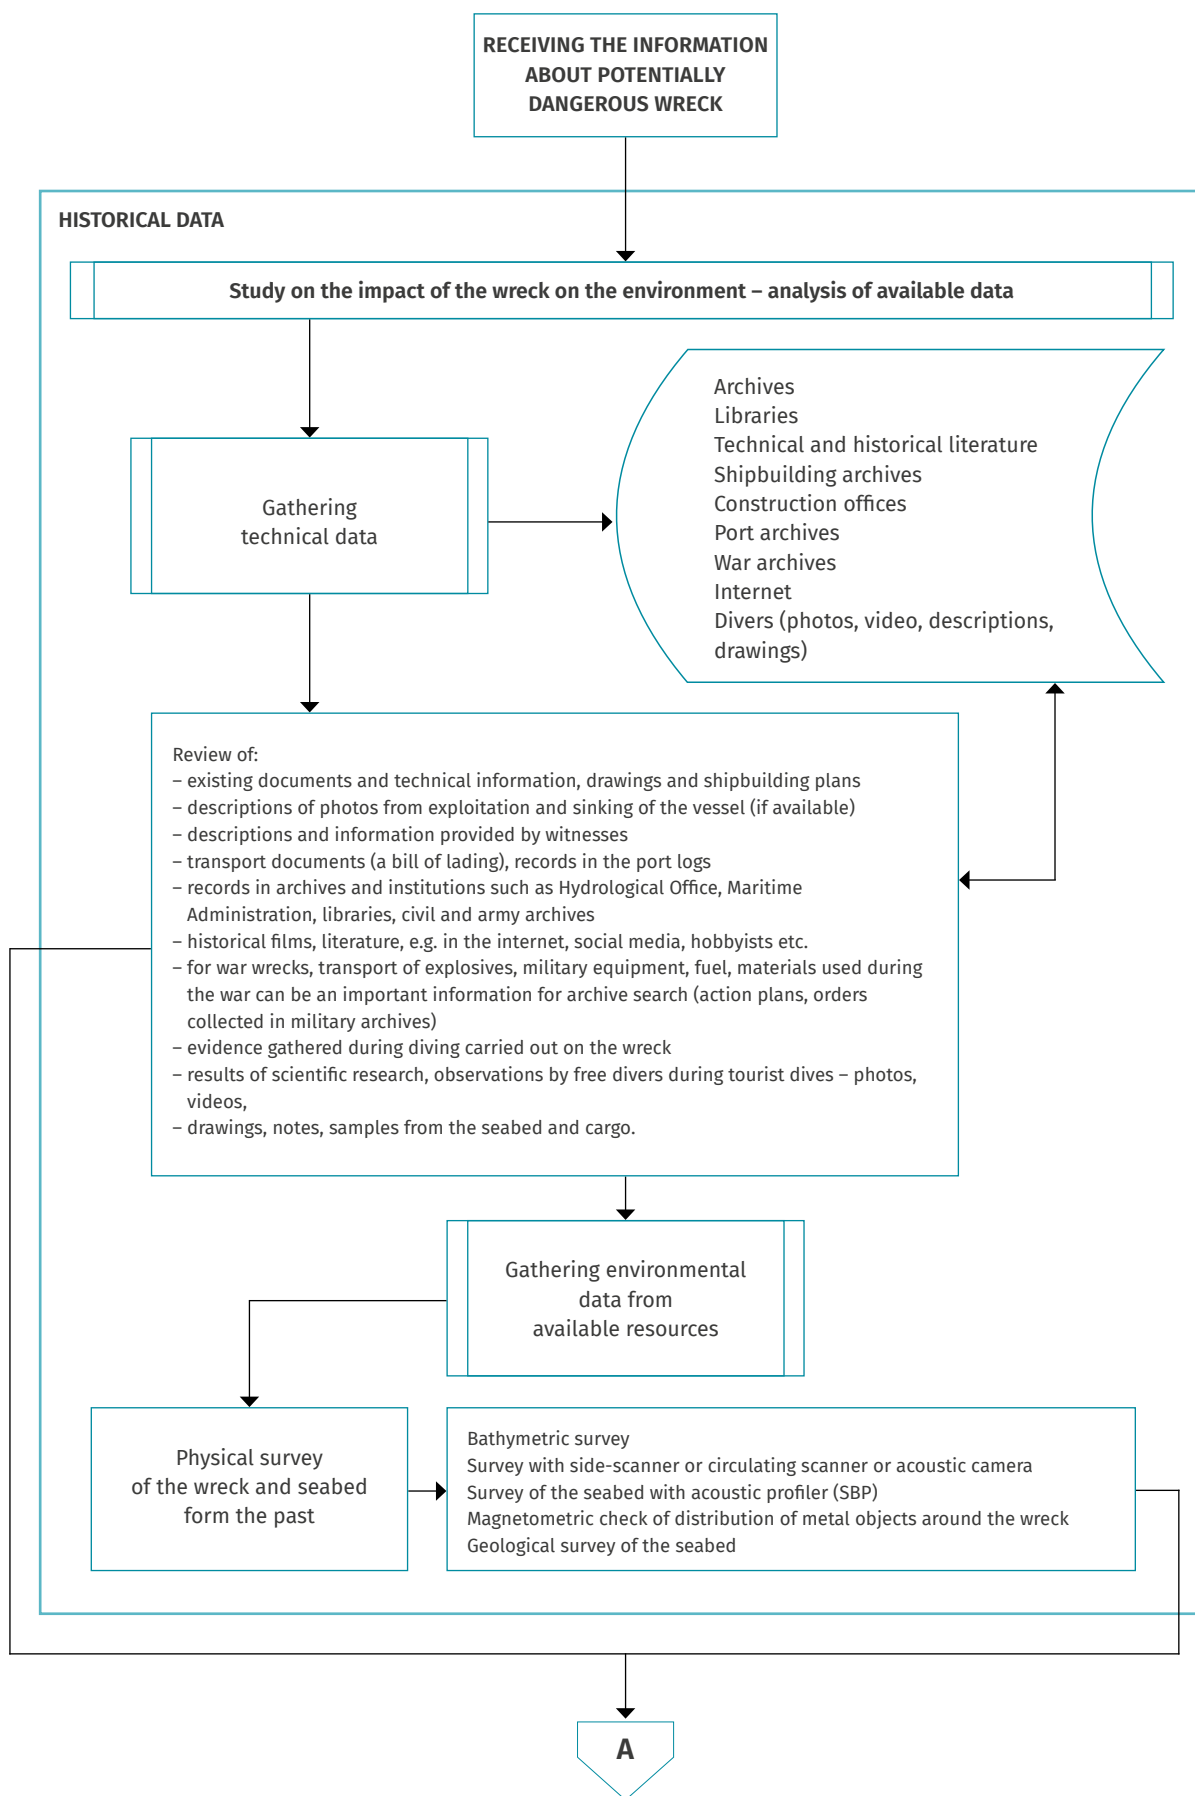 RECEIVING THE INFORMATION
ABOUT POTENTIALLY
DANGEROUS WRECK
HISTORICAL DATA
Study on the impact of the wreck on the environment – analysis of available data
Gathering
technical data
Archives
Libraries
Technical and historical literature
Shipbuilding archives
Construction offices
Port archives
War archives
Internet
Divers (photos, video, descriptions,
drawings)
Review of:
– existing documents and technical information, drawings and shipbuilding plans
– descriptions of photos from exploitation and sinking of the vessel (if available)
– descriptions and information provided by witnesses
– transport documents (a bill of lading), records in the port logs
– records in archives and institutions such as Hydrological Office, Maritime
Administration, libraries, civil and army archives
– historical films, literature, e.g. in the internet, social media, hobbyists etc.
– for war wrecks, transport of explosives, military equipment, fuel, materials used during
the war can be an important information for archive search (action plans, orders
collected in military archives)
– evidence gathered during diving carried out on the wreck
– results of scientific research, observations by free divers during tourist dives – photos,
videos,
– drawings, notes, samples from the seabed and cargo.
Gathering environmental
data from
available resources
Physical survey
of the wreck and seabed
form the past
Bathymetric survey
Survey with side-scanner or circulating scanner or acoustic camera
Survey of the seabed with acoustic profiler (SBP)
Magnetometric check of distribution of metal objects around the wreck
Geological survey of the seabed
A